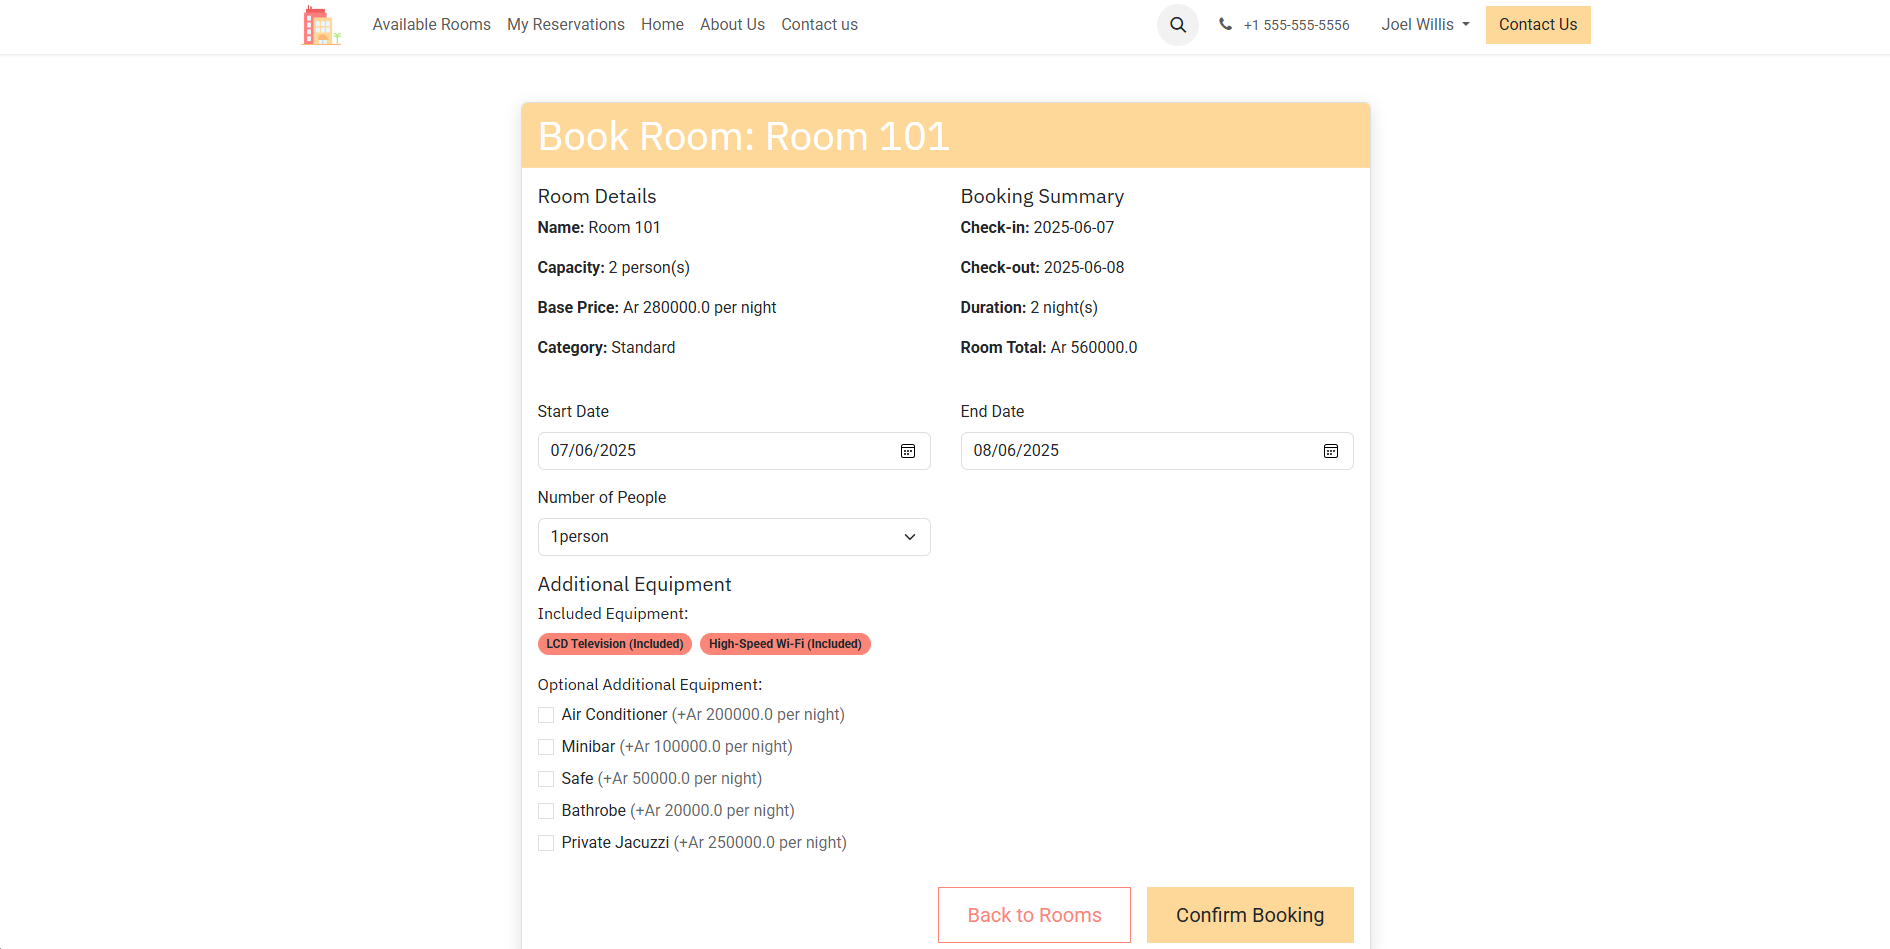 Available Rooms My Reservations Home About Us Contact us +1 555-555-5556 Joel Willis Contact Us
Book Room: Room 101
Room Details
Name: Room 101
Capacity: 2 person(s)
Base Price: Ar 280000.0 per night
Category: Standard
Booking Summary
Check-in: 2025-06-07
Check-out: 2025-06-08
Duration: 2 night(s)
Room Total: Ar 560000.0
Start Date
07/06/2025
End Date
08/06/2025
Number of People
1person
Additional Equipment
Included Equipment:
LCD Television (Included) High-Speed Wi-Fi (Included)
Optional Additional Equipment:
Air Conditioner (+Ar 200000.0 per night)
Minibar (+Ar 100000.0 per night)
Safe (+Ar 50000.0 per night)
Bathrobe (+Ar 20000.0 per night)
Private Jacuzzi (+Ar 250000.0 per night)
Back to Rooms Confirm Booking